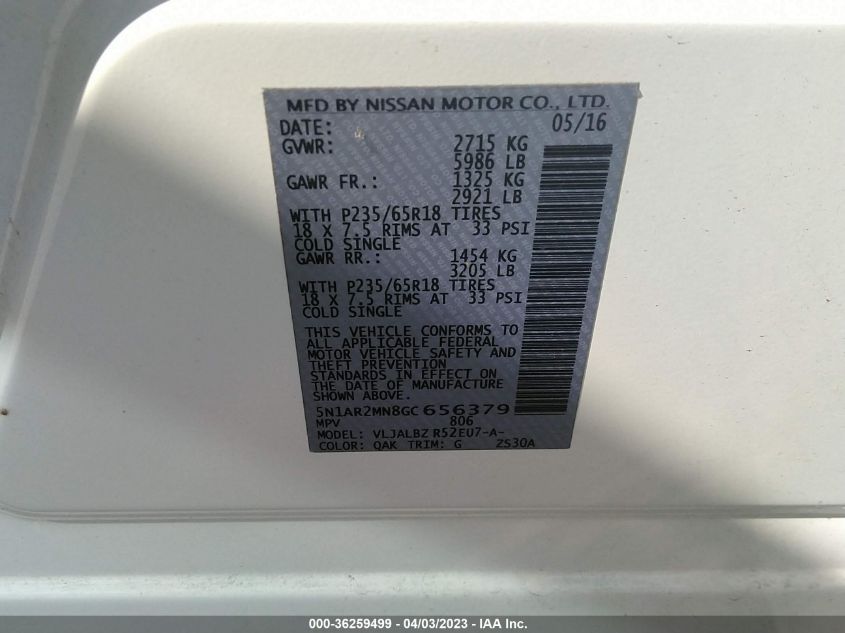 MFD BY NISSAN MOTOR CO., LTD.
DATE: 05/16
GVWR: 2715 KG
5986 LB
GAWR FR.: 1325 KG
2921 LB
WITH P235/65R18 TIRES
18 X 7.5 RIMS AT 33 PSI
COLD SINGLE
GAWR RR.: 1454 KG
3205 LB
WITH P235/65R18 TIRES
18 X 7.5 RIMS AT 33 PSI
COLD SINGLE
THIS VEHICLE CONFORMS TO
ALL APPLICABLE FEDERAL
MOTOR VEHICLE SAFETY AND
THEFT PREVENTION
STANDARDS IN EFFECT ON
THE DATE OF MANUFACTURE
SHOWN ABOVE.
5N1AR2MN8GC656379
MPV 806
MODEL: VLJALBZ R52EU7-A-
COLOR: QAK TRIM: G ZS30A
000-36259499 - 04/03/2023 - IAA Inc.